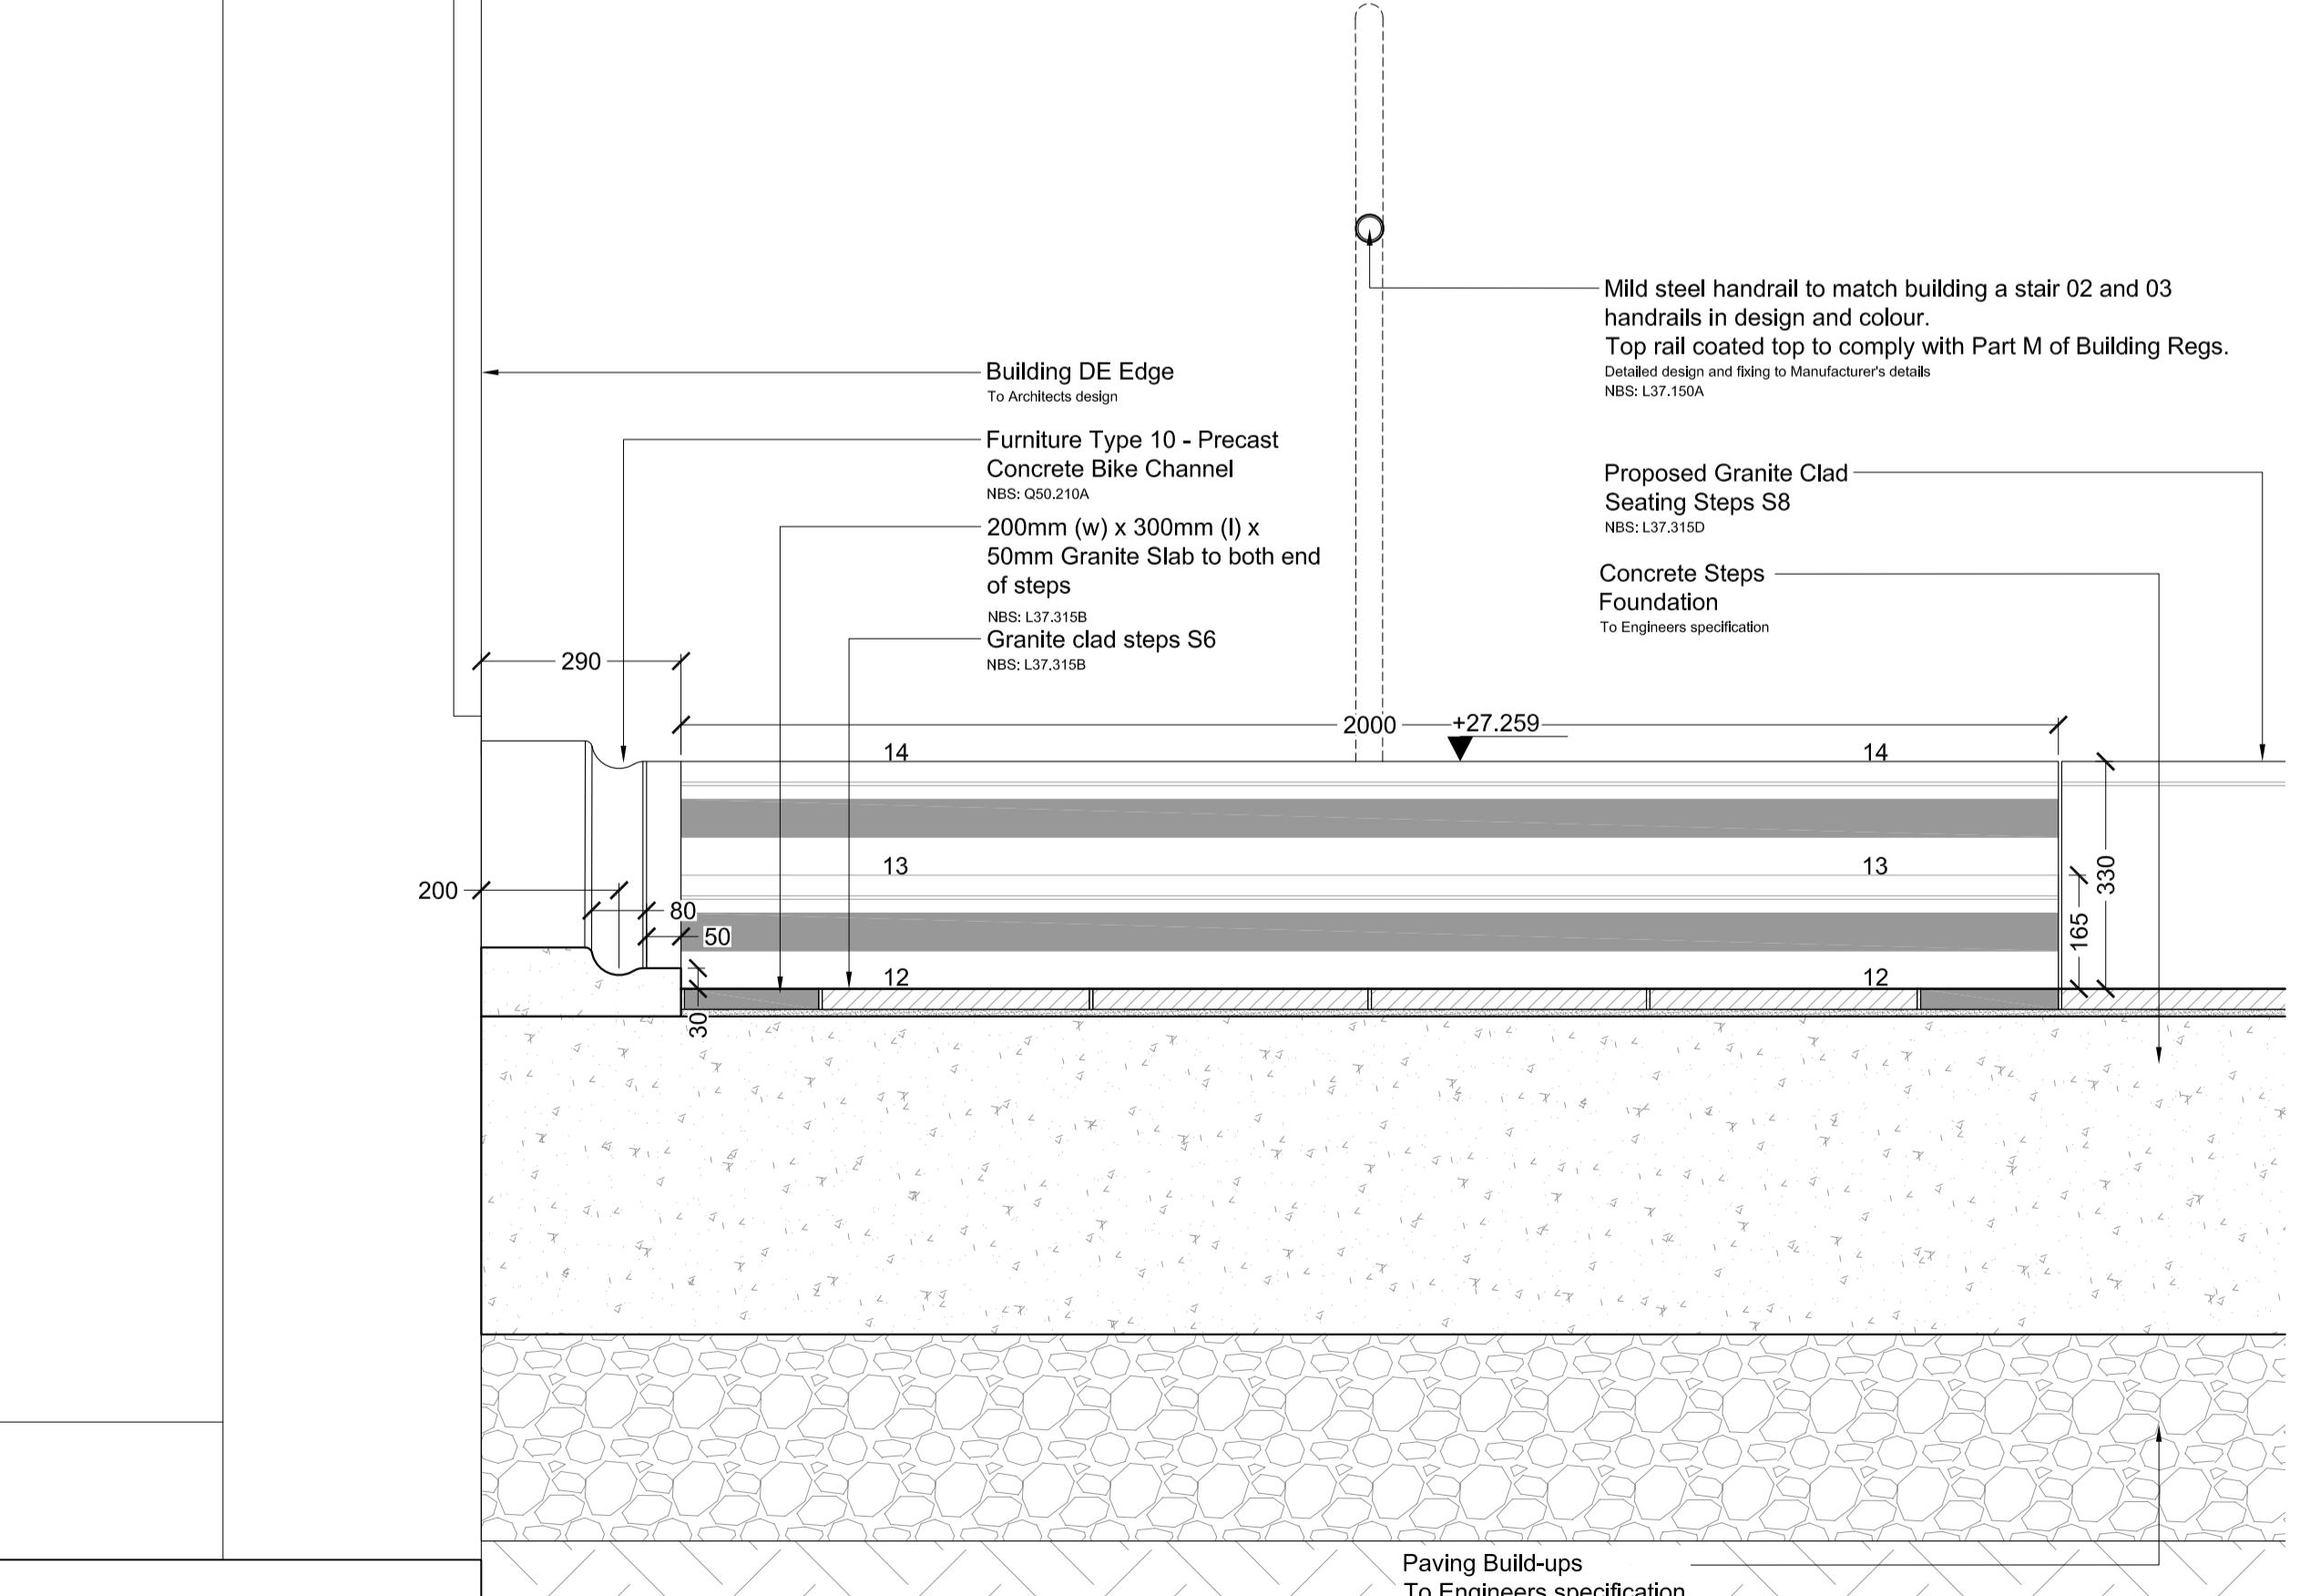 Mild steel handrail to match building a stair 02 and 03
handrails in design and colour.
Top rail coated top to comply with Part M of Building Regs.
Detailed design and fixing to Manufacturer's details
NBS: L37.150A
Building DE Edge
To Architects design
Furniture Type 10 - Precast
Concrete Bike Channel
NBS: Q50.210A
200mm (w) x 300mm (l) x
50mm Granite Slab to both end
of steps
NBS: L37.315B
Granite clad steps S6
NBS: L37.315B
Proposed Granite Clad
Seating Steps S8
NBS: L37.315D
Concrete Steps
Foundation
To Engineers specification
290
2000
+27.259
14
14
13
13
330
200
80
165
50
12
12
30
Paving Build-ups
To Engineers specification